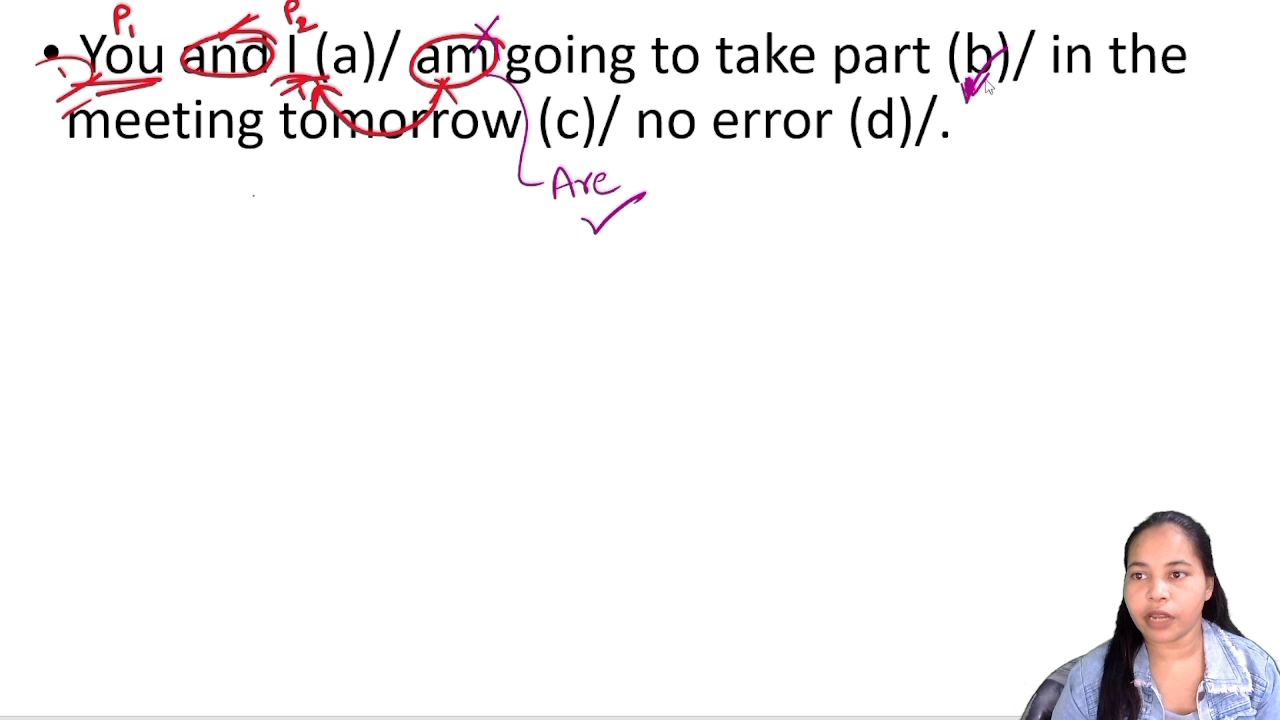 P1 P2
• You and I (a)/ am going to take part (b)/ in the
meeting tomorrow (c)/ no error (d)/.
Are